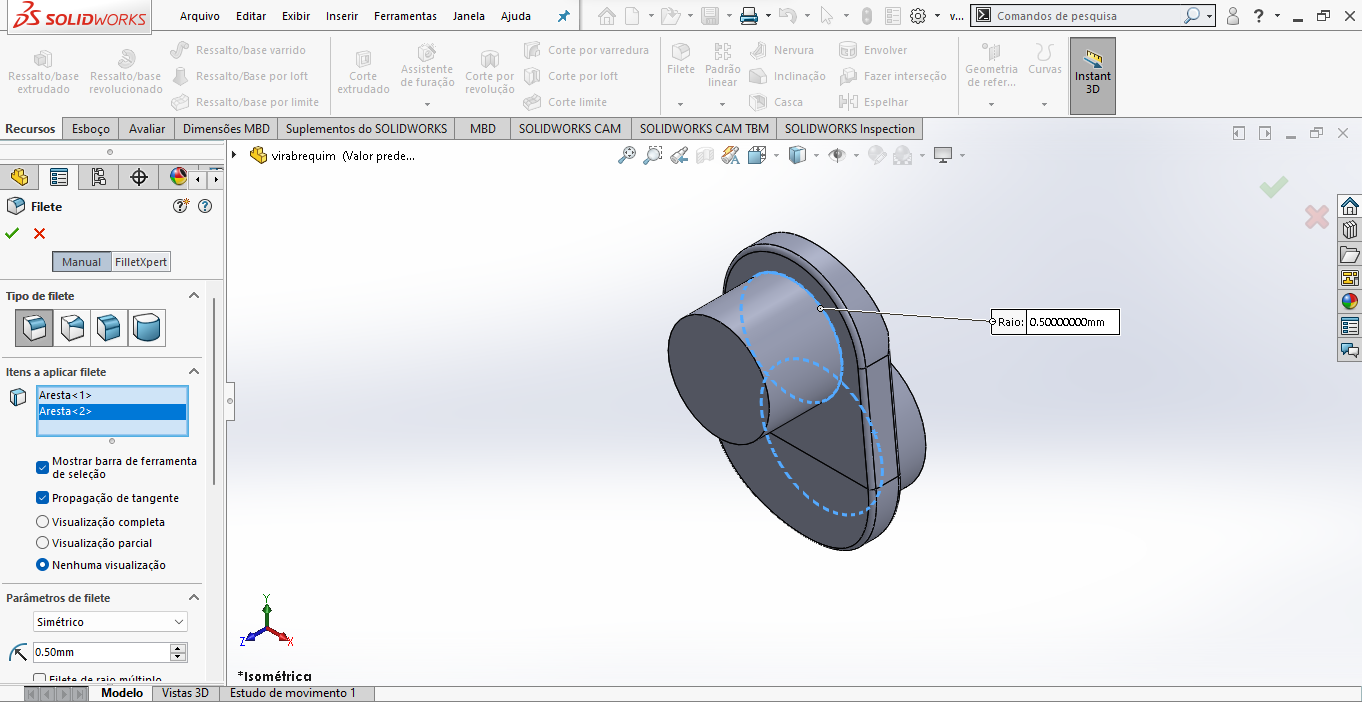 SOLIDWORKS
Arquivo Editar Exibir Inserir Ferramentas Janela Ajuda
v...
Comandos de pesquisa
?
Ressalto/base
extrudado
Ressalto/base
revolucionado
Ressalto/base varrido
Ressalto/Base por loft
Ressalto/base por limite
Corte
extrudado
Assistente
de furação
Corte por
revolução
Corte por varredura
Corte por loft
Corte limite
Filete
Padrão
linear
Nervura
Inclinação
Casca
Envolver
Fazer interseção
Espelhar
Geometria
de refer...
Curvas
Instant
3D
Recursos Esboço Avaliar Dimensões MBD Suplementos do SOLIDWORKS MBD SOLIDWORKS CAM SOLIDWORKS CAM TBM SOLIDWORKS Inspection
virabrequim (Valor prede...
Filete
Manual FilletXpert
Tipo de filete
Itens a aplicar filete
Aresta<1>
Aresta<2>
Mostrar barra de ferramenta
de seleção
Propagação de tangente
Visualização completa
Visualização parcial
Nenhuma visualização
Parâmetros de filete
Simétrico
0.50mm
Filete de raio múltiplo
Raio: 0.50000000mm
Y
Z
X
*Isométrica
Modelo Vistas 3D Estudo de movimento 1